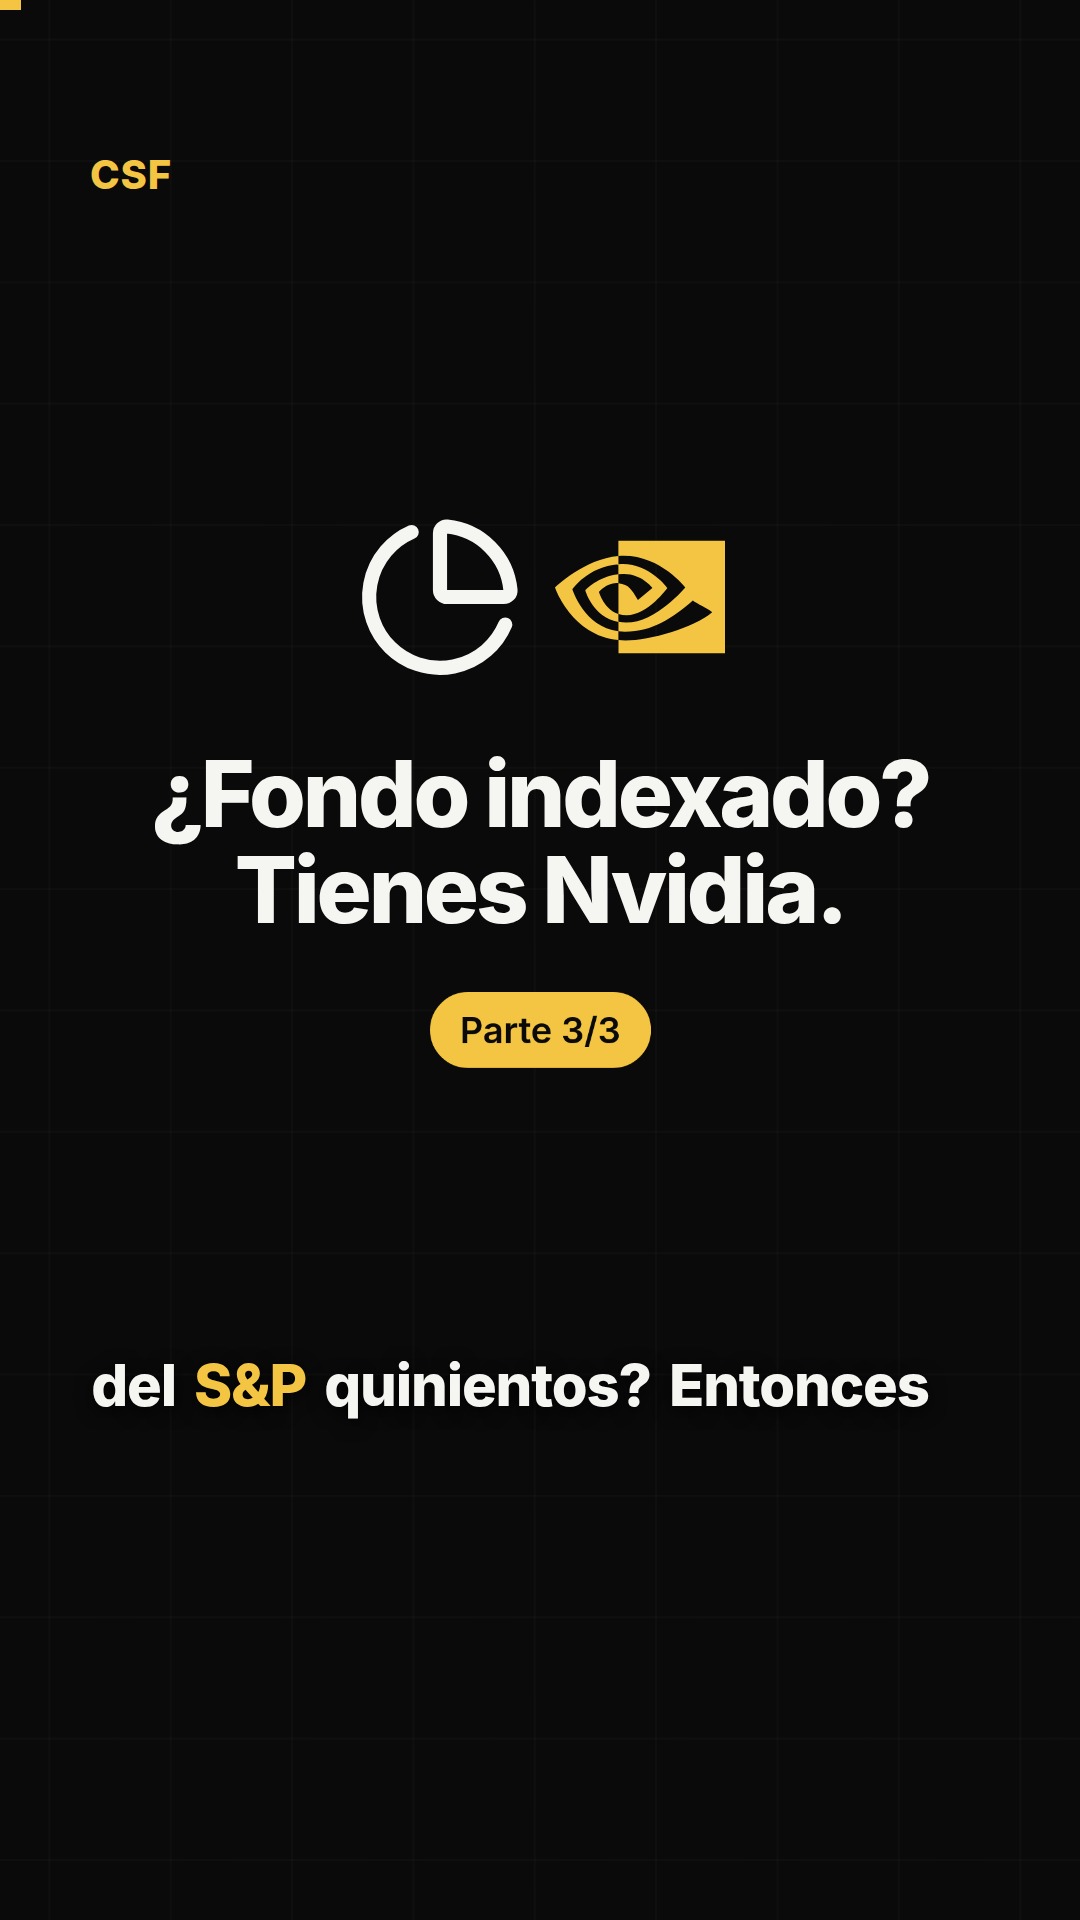 CSF
¿Fondo indexado?
Tienes Nvidia.
Parte 3/3
del S&P quinientos? Entonces